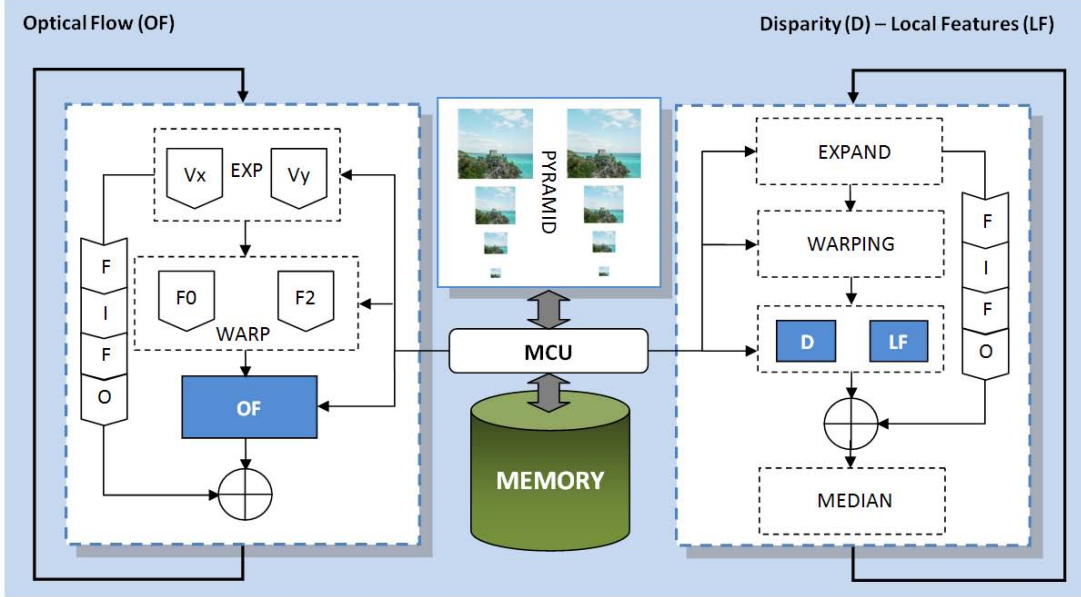 Optical Flow (OF)
Disparity (D) – Local Features (LF)
Vx
EXP
Vy
F
I
F
O
F0
F2
WARP
OF
PYRAMID
MCU
MEMORY
EXPAND
WARPING
D
LF
F
I
F
O
MEDIAN